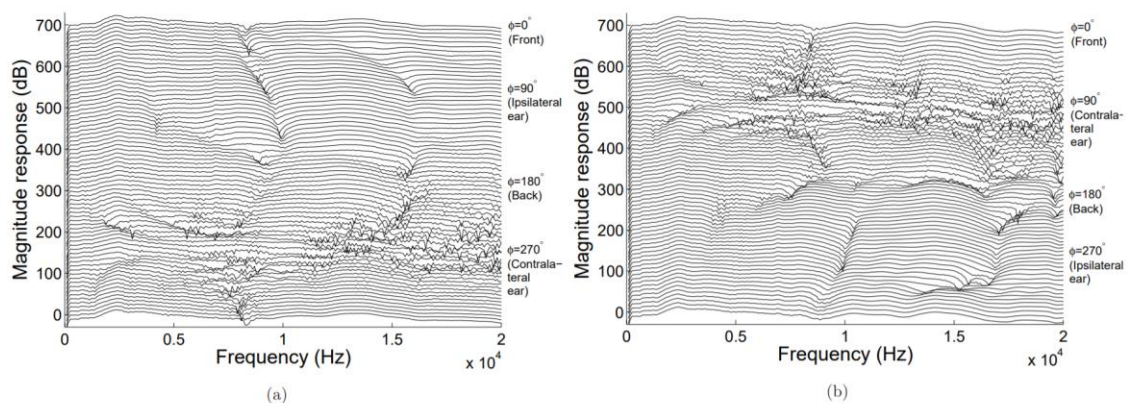 700
600
500
400
300
200
100
0
Magnitude response (dB)
0
0.5
1
1.5
2
x 10⁴
Frequency (Hz)
ϕ=0°
(Front)
ϕ=90°
(Ipsilateral
ear)
ϕ=180°
(Back)
ϕ=270°
(Contrala-
teral
ear)
(a)
700
600
500
400
300
200
100
0
Magnitude response (dB)
0
0.5
1
1.5
2
x 10⁴
Frequency (Hz)
ϕ=0°
(Front)
ϕ=90°
(Contrala-
teral
ear)
ϕ=180°
(Back)
ϕ=270°
(Ipsilateral
ear)
(b)